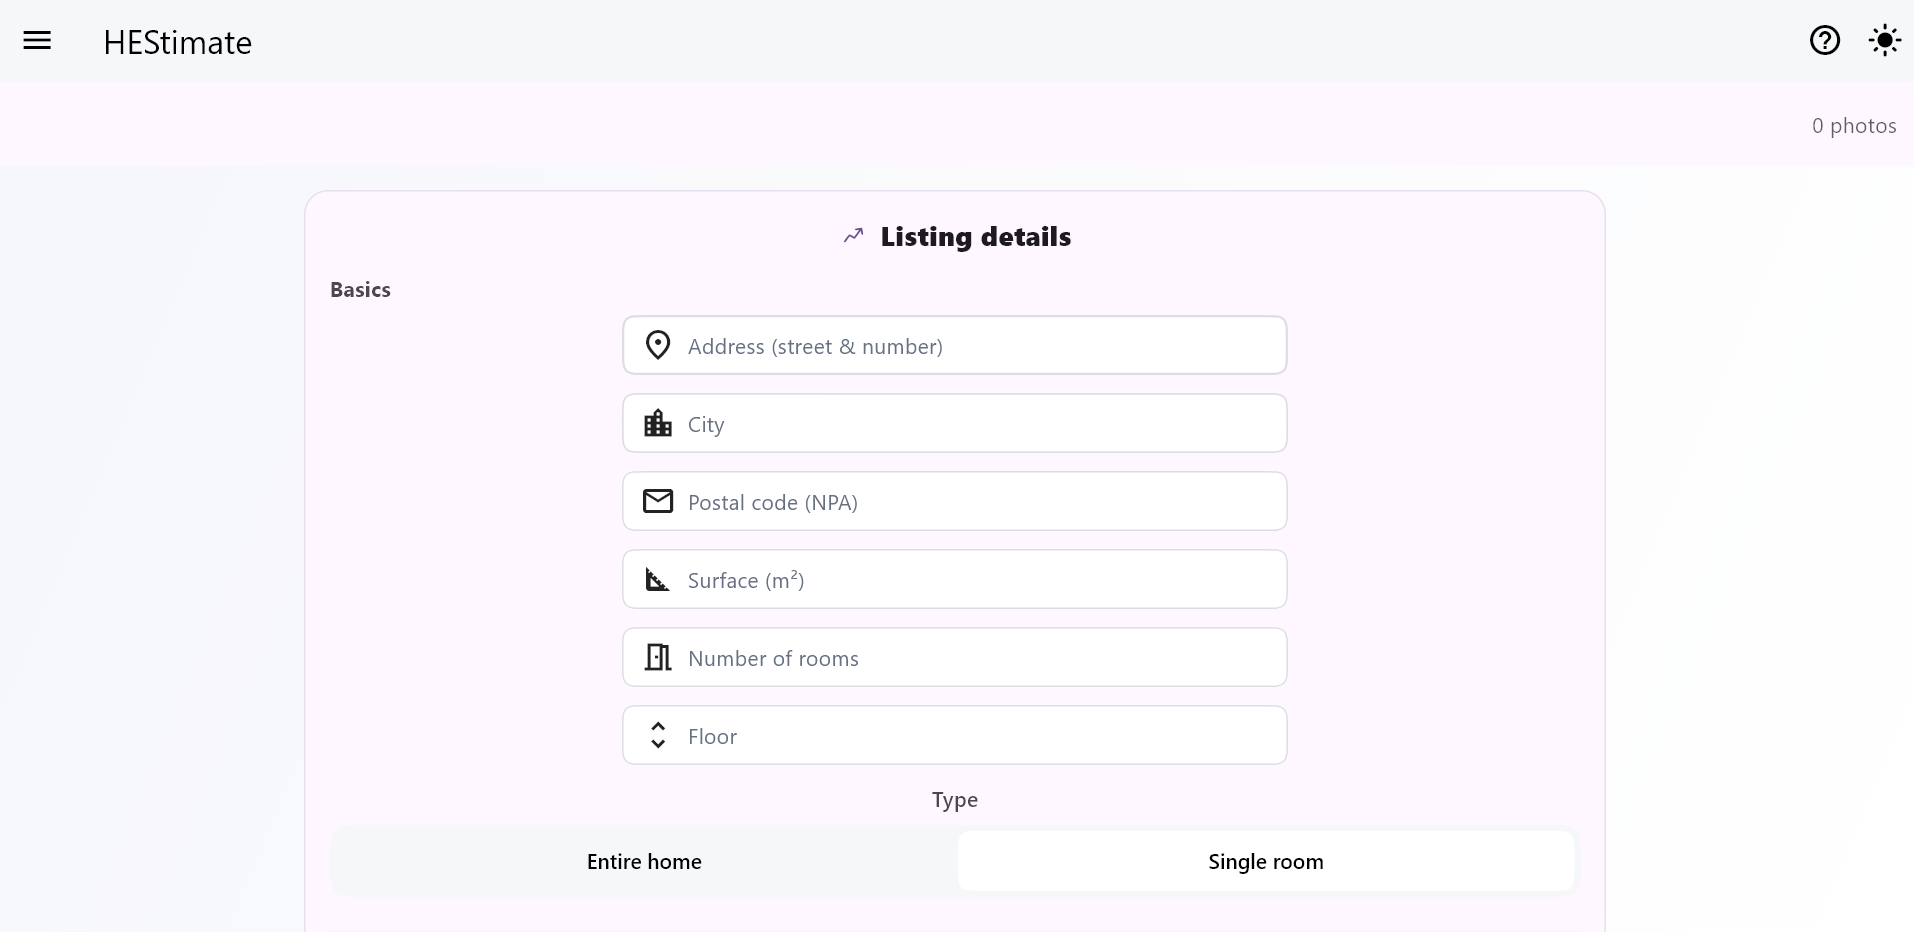 HEStimate
0 photos
Listing details
Basics
Address (street & number)
City
Postal code (NPA)
Surface (m²)
Number of rooms
Floor
Type
Entire home
Single room